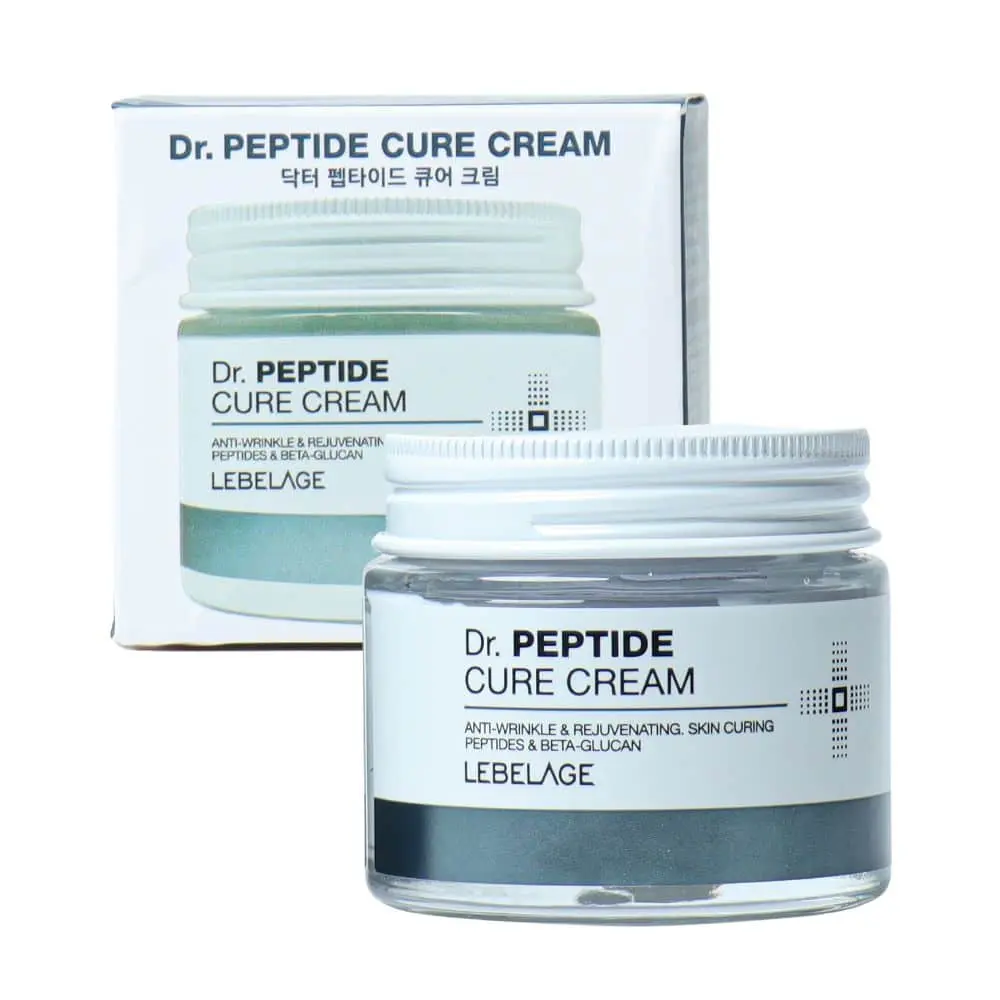 Dr. PEPTIDE CURE CREAM
닥터 펩타이드 큐어 크림
Dr. PEPTIDE
CURE CREAM
ANTI-WRINKLE & REJUVENATIN
PEPTIDES & BETA-GLUCAN
LEBELAGE
Dr. PEPTIDE
CURE CREAM
ANTI-WRINKLE & REJUVENATING. SKIN CURING
PEPTIDES & BETA-GLUCAN
LEBELAGE